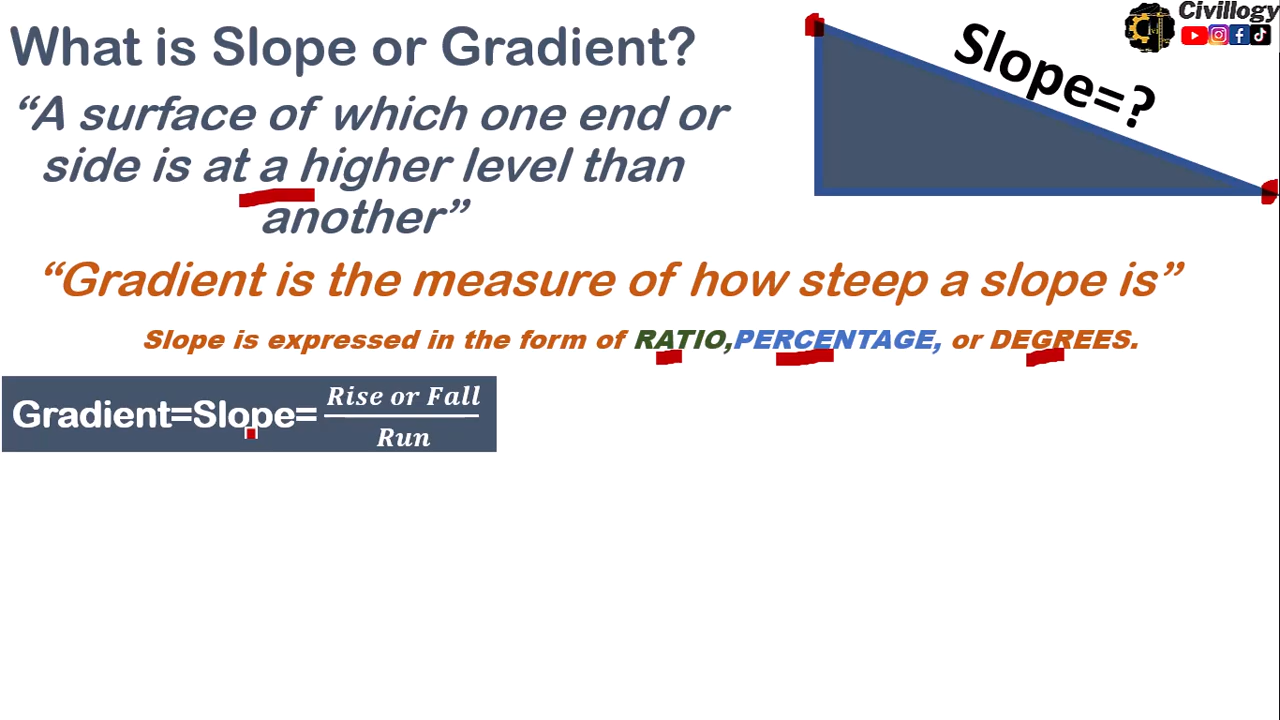 What is Slope or Gradient?
“A surface of which one end or
side is at a higher level than
another”
Slope=?
Civillogy
“Gradient is the measure of how steep a slope is”
Slope is expressed in the form of RATIO,PERCENTAGE, or DEGREES.
Gradient=Slope= Rise or Fall
Run